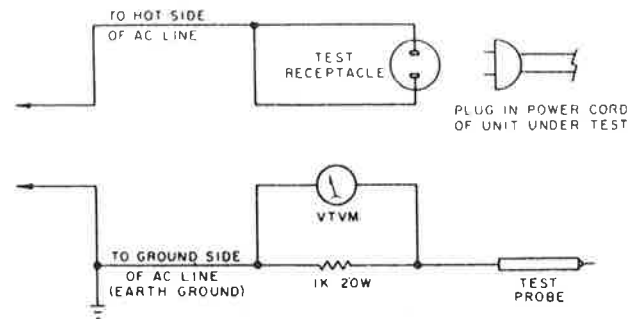 TO HOT SIDE
OF AC LINE
TEST
RECEPTACLE
PLUG IN POWER CORD
OF UNIT UNDER TEST
VTVM
TO GROUND SIDE
OF AC LINE
(EARTH GROUND)
1K 20W
TEST
PROBE